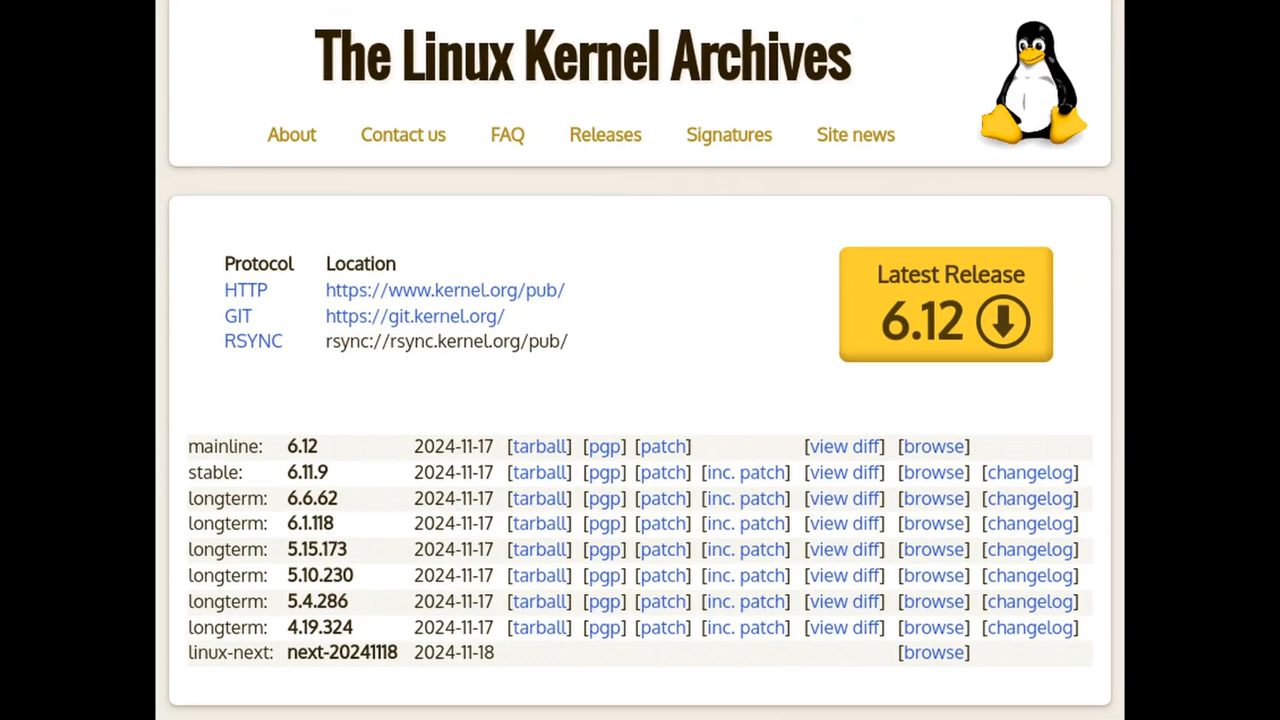 The Linux Kernel Archives
About Contact us FAQ Releases Signatures Site news
Protocol Location
HTTP https://www.kernel.org/pub/
GIT https://git.kernel.org/
RSYNC rsync://rsync.kernel.org/pub/
Latest Release
6.12
mainline: 6.12 2024-11-17 [tarball] [pgp] [patch] [view diff] [browse]
stable: 6.11.9 2024-11-17 [tarball] [pgp] [patch] [inc. patch] [view diff] [browse] [changelog]
longterm: 6.6.62 2024-11-17 [tarball] [pgp] [patch] [inc. patch] [view diff] [browse] [changelog]
longterm: 6.1.118 2024-11-17 [tarball] [pgp] [patch] [inc. patch] [view diff] [browse] [changelog]
longterm: 5.15.173 2024-11-17 [tarball] [pgp] [patch] [inc. patch] [view diff] [browse] [changelog]
longterm: 5.10.230 2024-11-17 [tarball] [pgp] [patch] [inc. patch] [view diff] [browse] [changelog]
longterm: 5.4.286 2024-11-17 [tarball] [pgp] [patch] [inc. patch] [view diff] [browse] [changelog]
longterm: 4.19.324 2024-11-17 [tarball] [pgp] [patch] [inc. patch] [view diff] [browse] [changelog]
linux-next: next-20241118 2024-11-18 [browse]